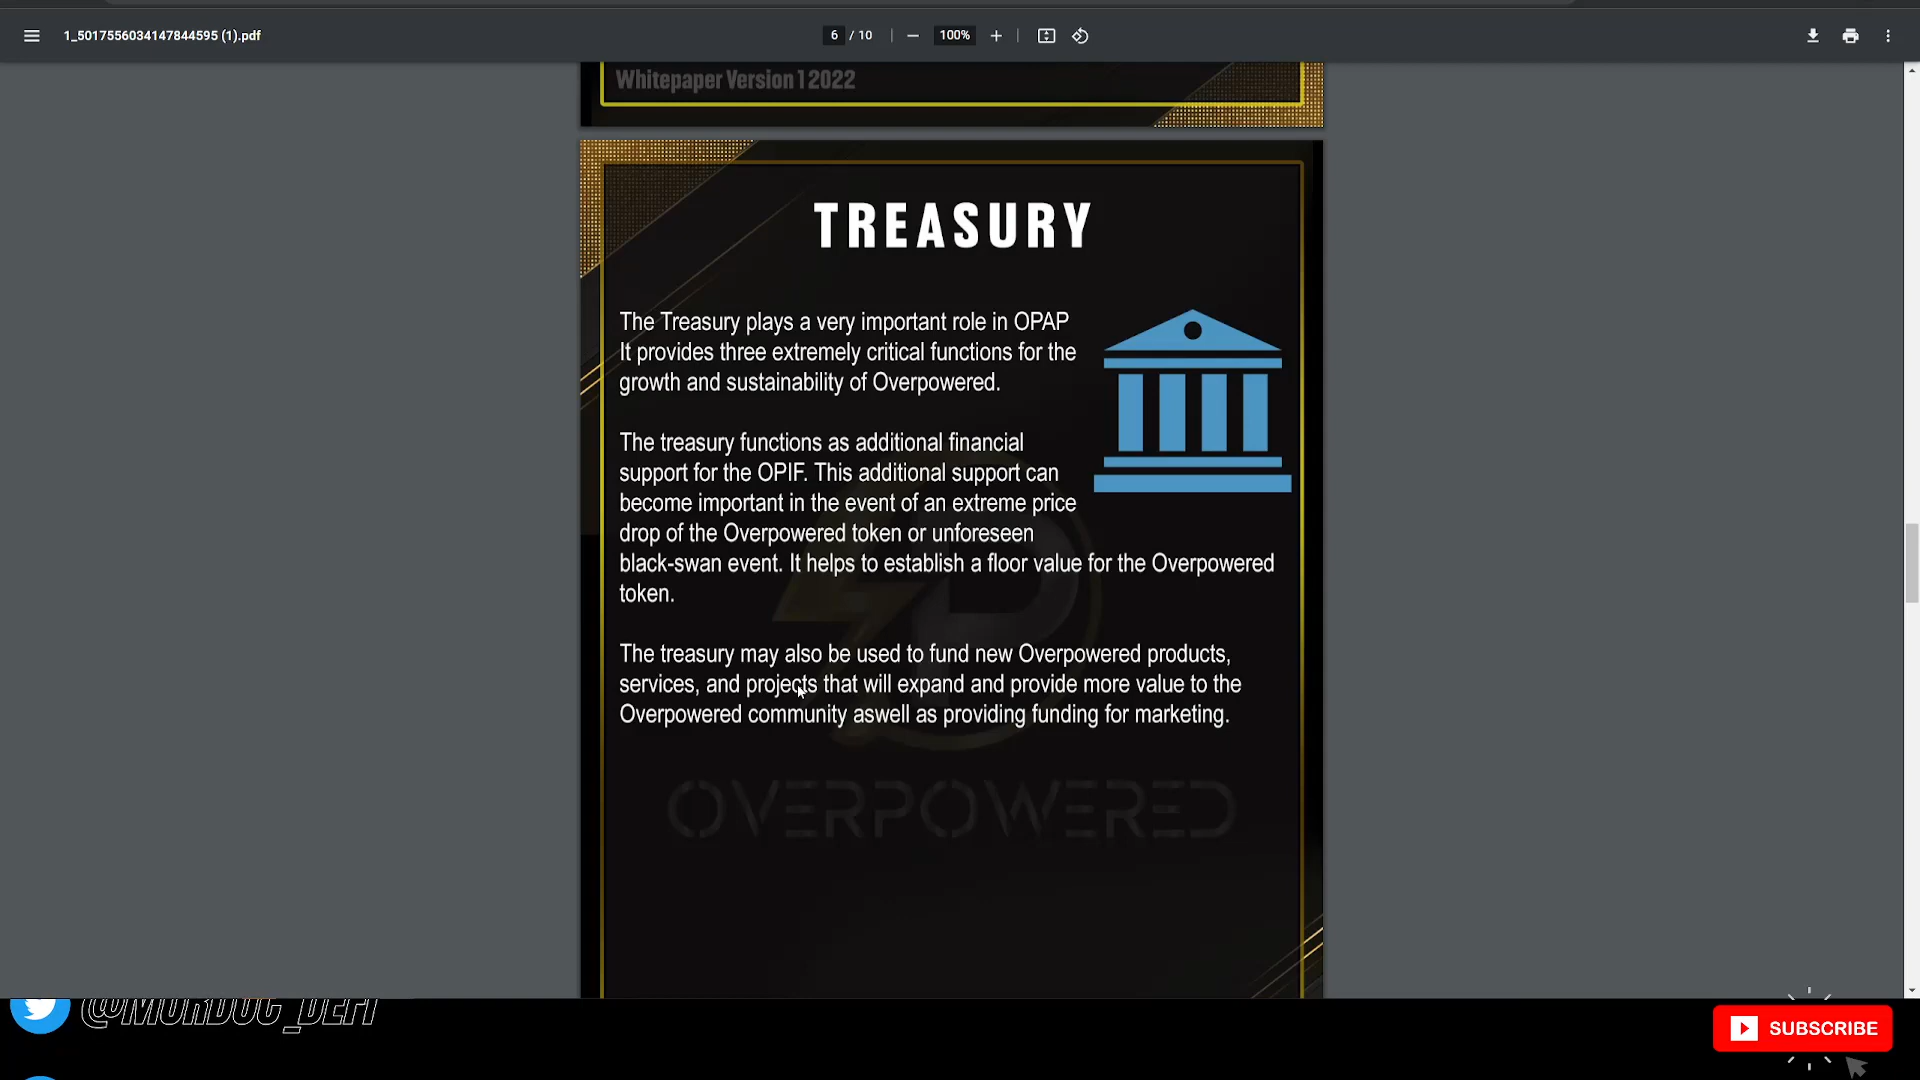 1_5017556034147844595 (1).pdf
6 / 10
100%
Whitepaper Version 1 2022
TREASURY
The Treasury plays a very important role in OPAP
It provides three extremely critical functions for the
growth and sustainability of Overpowered.
The treasury functions as additional financial
support for the OPIF. This additional support can
become important in the event of an extreme price
drop of the Overpowered token or unforeseen
black-swan event. It helps to establish a floor value for the Overpowered
token.
The treasury may also be used to fund new Overpowered products,
services, and projects that will expand and provide more value to the
Overpowered community aswell as providing funding for marketing.
OVERPOWERED
@MURDOC_DEFI
SUBSCRIBE